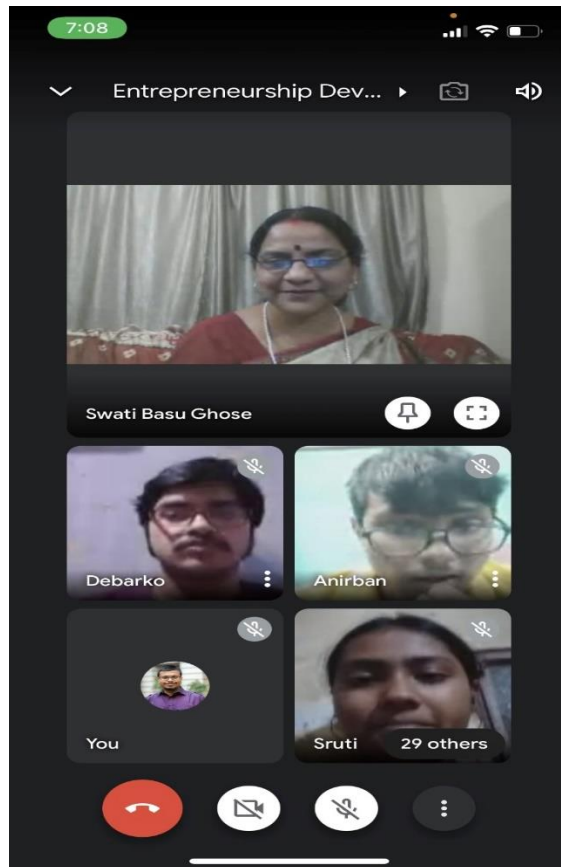 7:08
Entrepreneurship Dev...
Swati Basu Ghose
Debarko
Anirban
You
Sruti
29 others